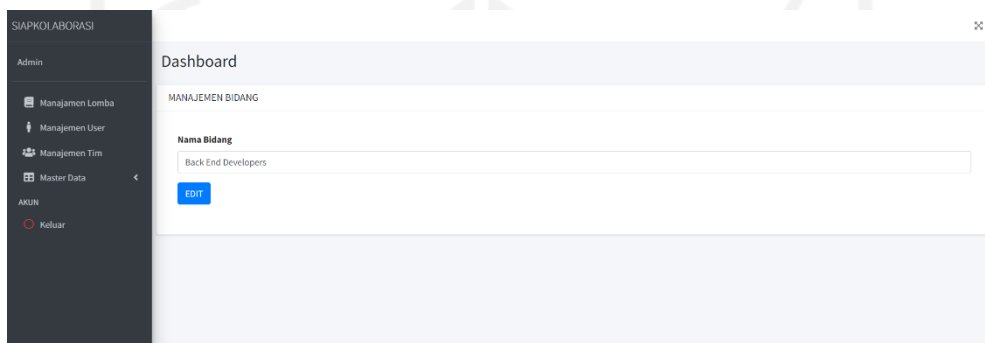 SIAPKOLABORASI
Admin
Manajamen Lomba
Manajemen User
Manajemen Tim
Master Data
AKUN
Keluar
Dashboard
MANAJEMEN BIDANG
Nama Bidang
Back End Developers
EDIT